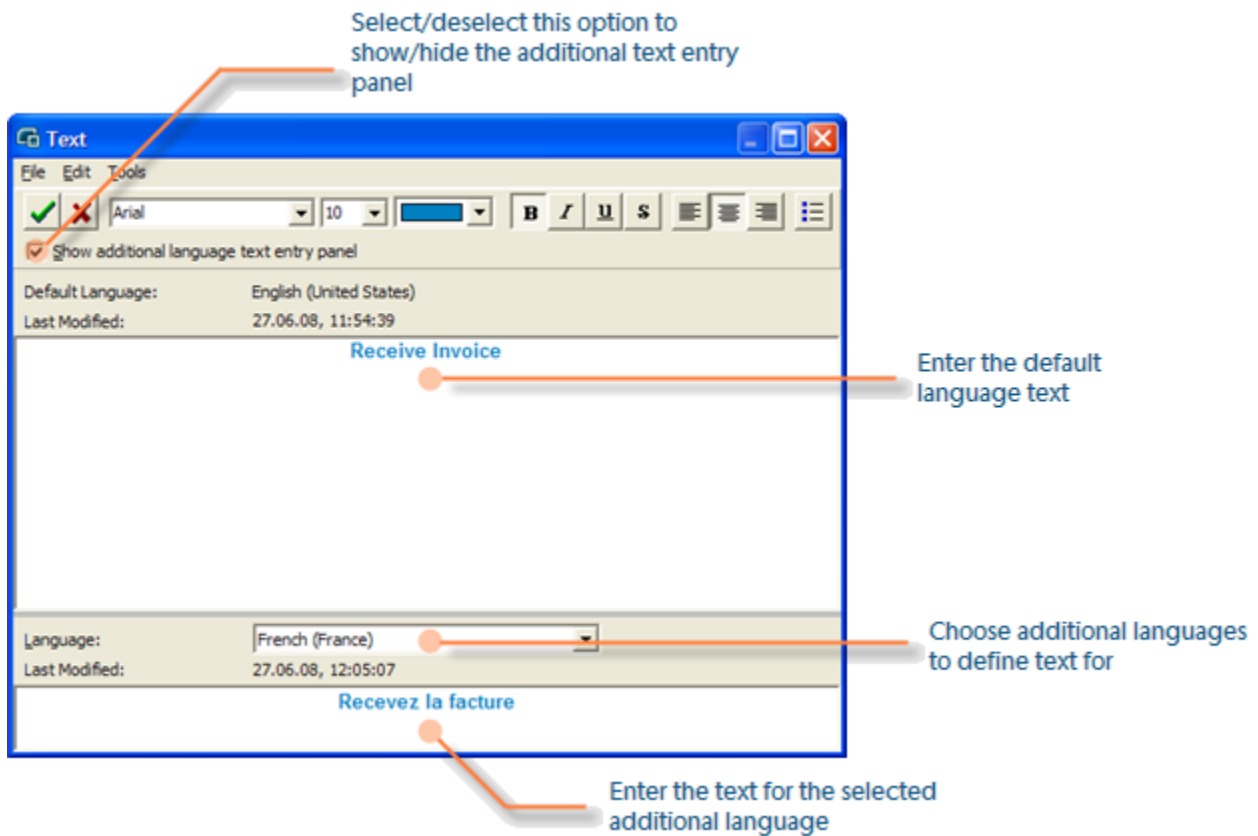 Select/deselect this option to
show/hide the additional text entry
panel
Text
File Edit Tools
Arial 10 B I U S
Show additional language text entry panel
Default Language: English (United States)
Last Modified: 27.06.08, 11:54:39
Receive Invoice
Enter the default
language text
Language: French (France)
Choose additional languages
to define text for
Last Modified: 27.06.08, 12:05:07
Recevez la facture
Enter the text for the selected
additional language